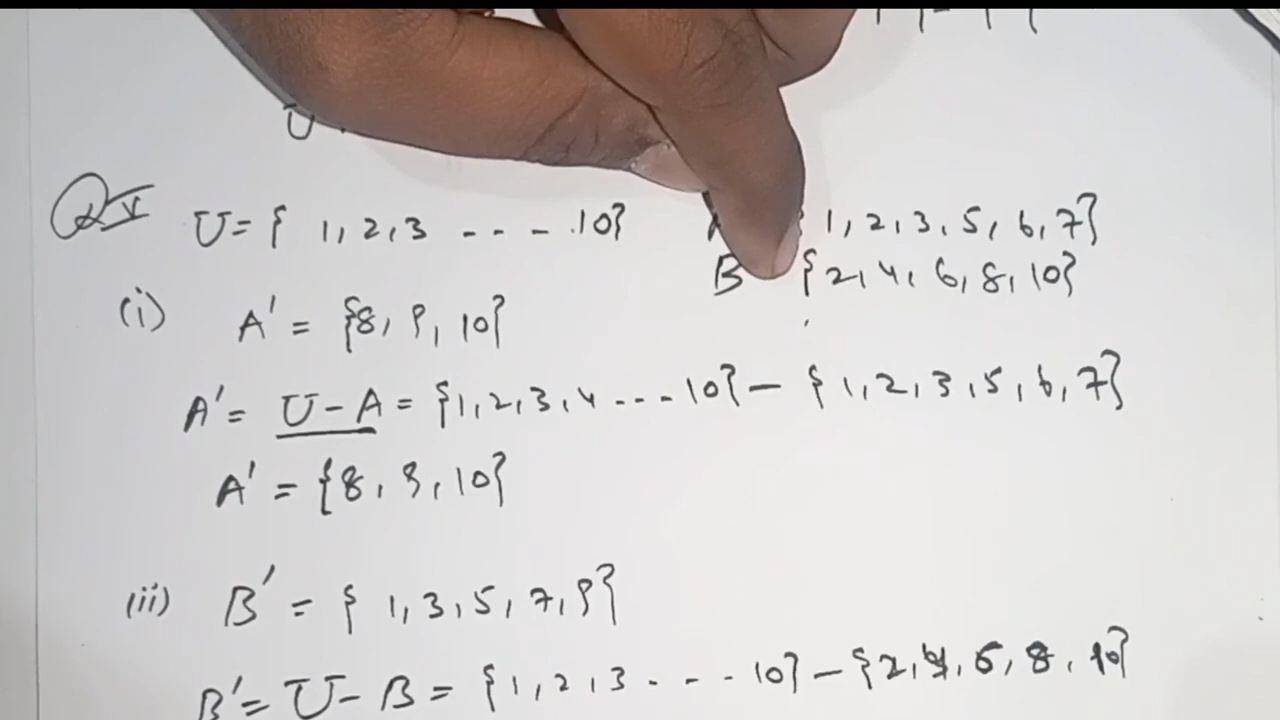 U
QI U = { 1, 2, 3 - - - . 10} { 1, 2, 3, 5, 6, 7}
B {2, 4, 6, 8, 10}
(i) A' = {8, 9, 10}
A' = U - A = {1, 2, 3, 4 - - - . 10} - { 1, 2, 3, 5, 6, 7}
A' = {8, 9, 10}
(ii) B' = { 1, 3, 5, 7, 9}
B' = U - B = {1, 2, 3 . - - - 10} - {2, 4, 6, 8, 10}